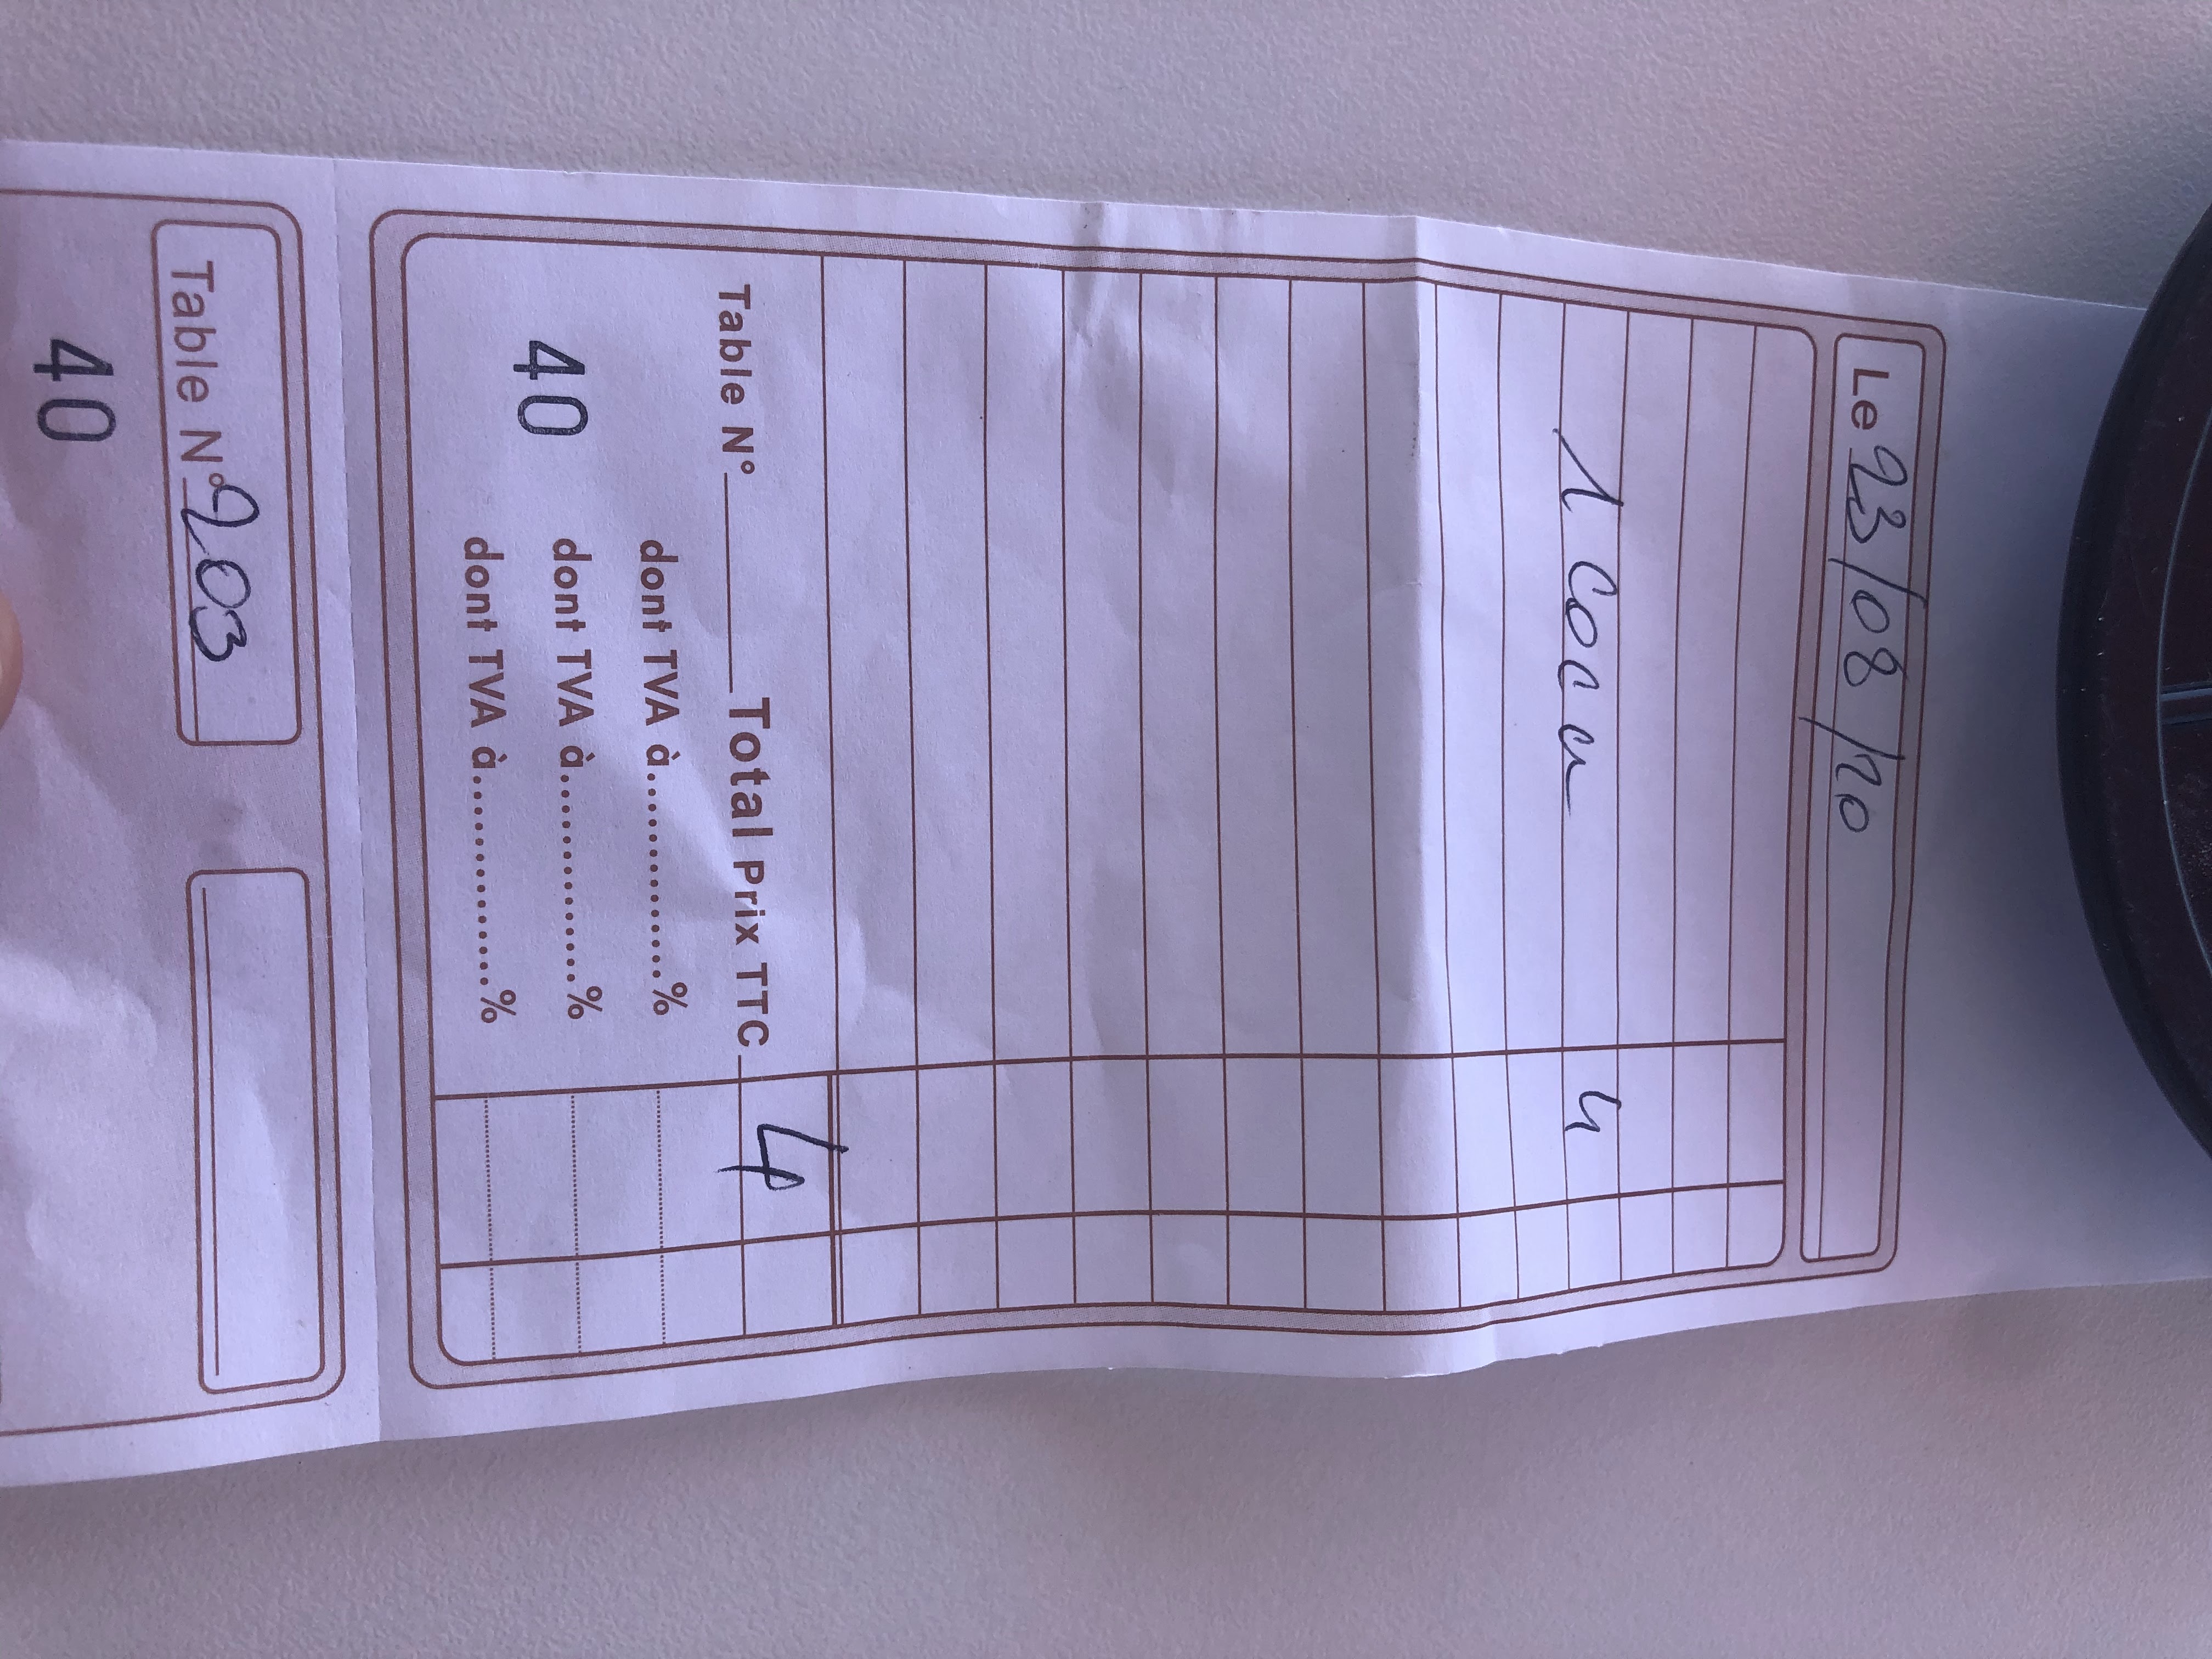 Le 23/08/20
1 Coca 4
Table N° Total Prix TTC 4
dont TVA à............%
40 dont TVA à............%
dont TVA à............%
Table N° 203
40